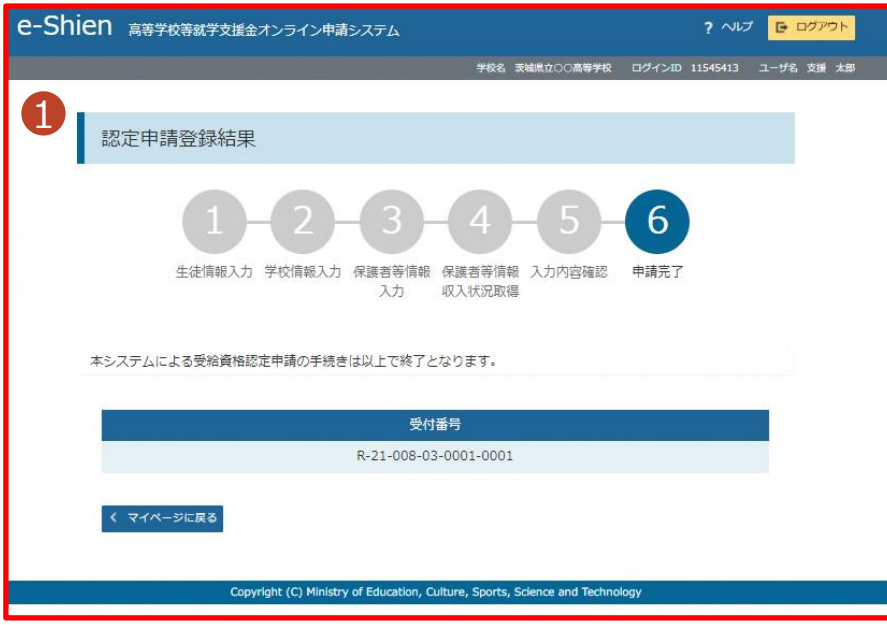 e-Shien 高等学校等就学支援金オンライン申請システム ? ヘルプ ログアウト
学校名 茨城県立○○高等学校 ログインID 11545413 ユーザ名 支援 太郎
1
認定申請登録結果
1 2 3 4 5 6
生徒情報入力 学校情報入力 保護者等情報 保護者等情報 入力内容確認 申請完了
入力 収入状況取得
本システムによる受給資格認定申請の手続きは以上で終了となります。
受付番号
R-21-008-03-0001-0001
< マイページに戻る
Copyright (C) Ministry of Education, Culture, Sports, Science and Technology